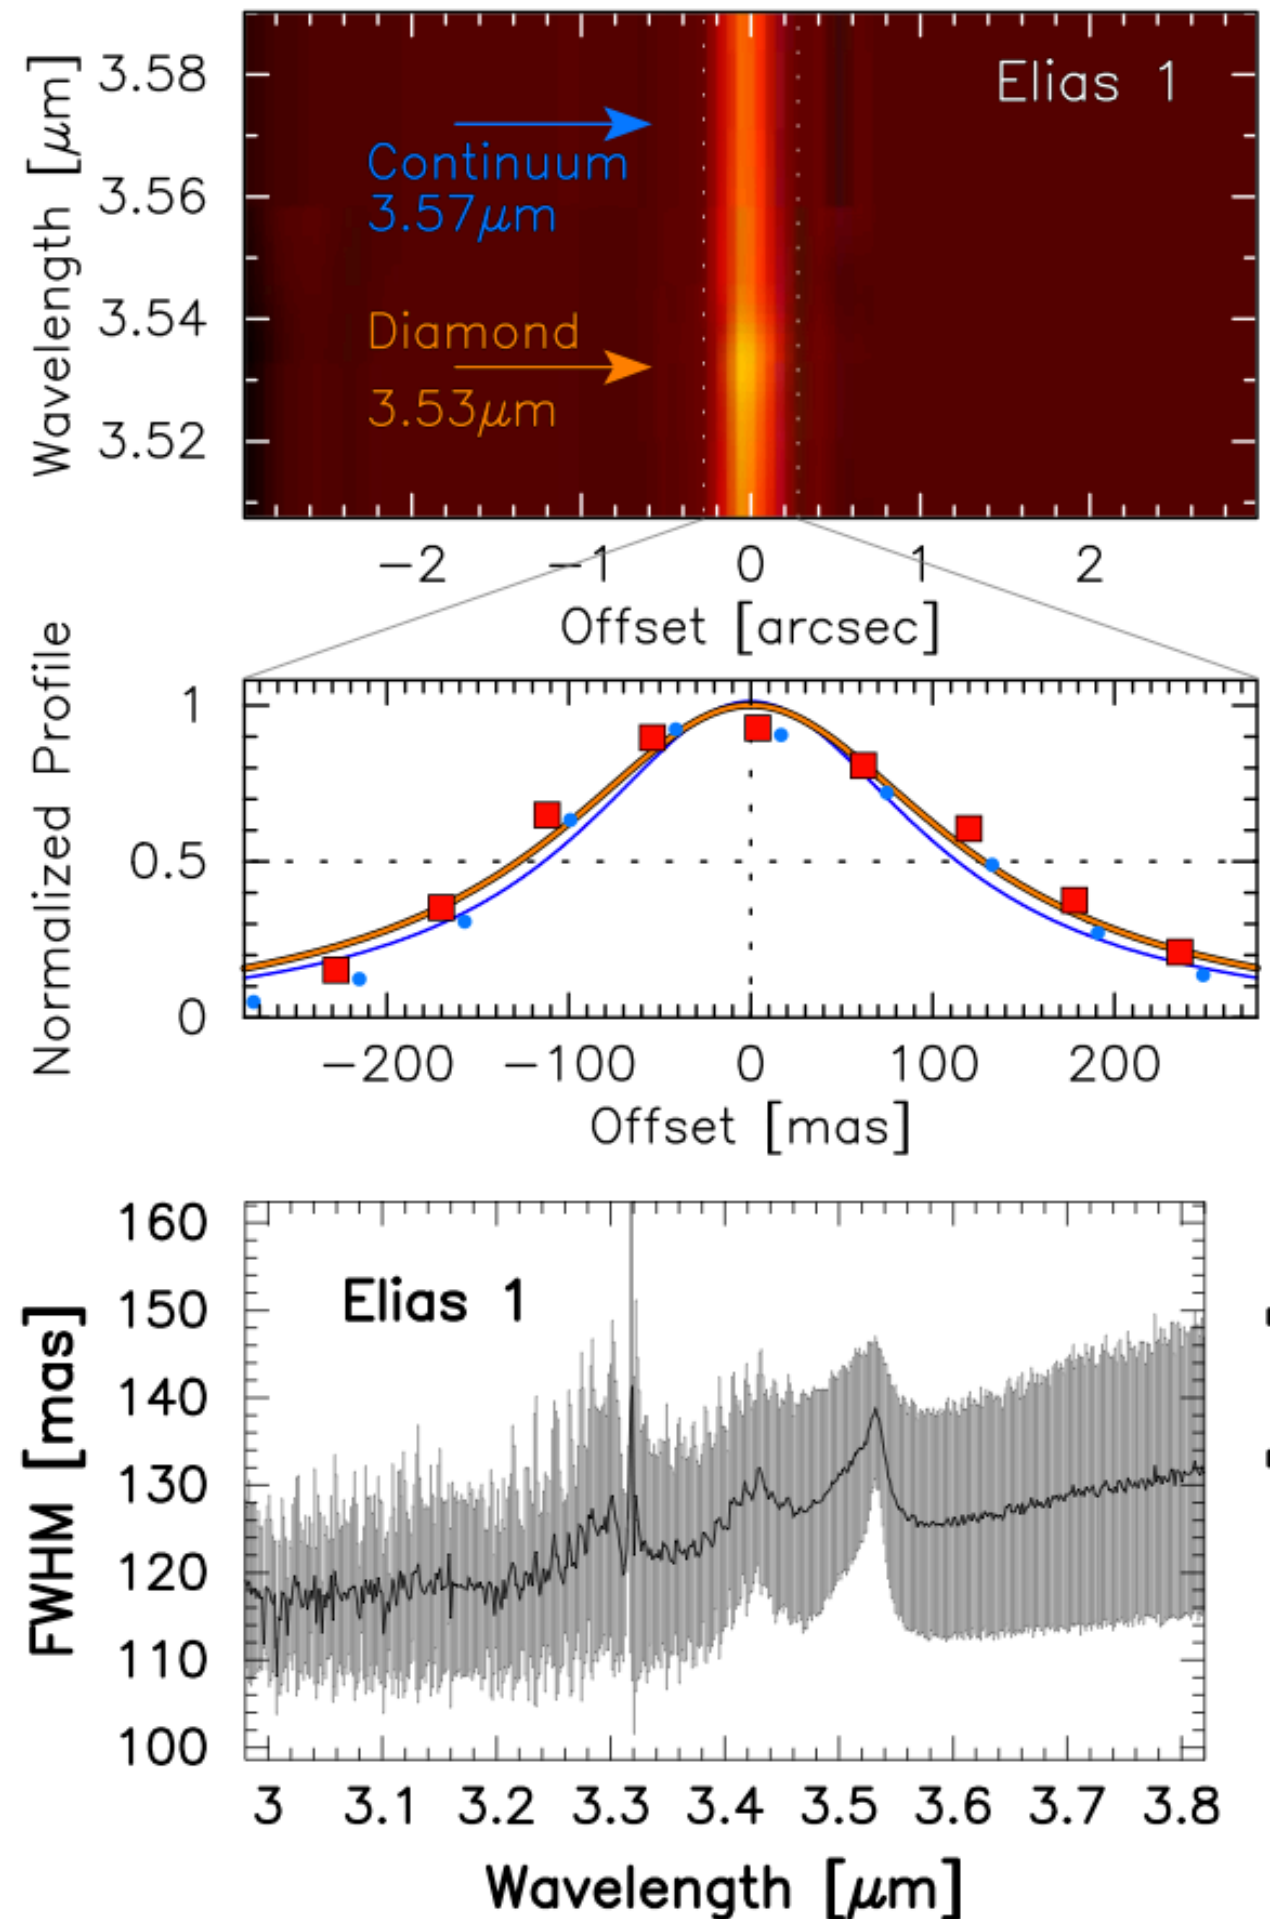 Wavelength [μm]
3.58
3.56
3.54
3.52
Elias 1
Continuum
3.57μm
Diamond
3.53μm
−2 −1 0 1 2
Offset [arcsec]
Normalized Profile
1
0.5
0
−200 −100 0 100 200
Offset [mas]
FWHM [mas]
160
150
140
130
120
110
100
Elias 1
3 3.1 3.2 3.3 3.4 3.5 3.6 3.7 3.8
Wavelength [μm]